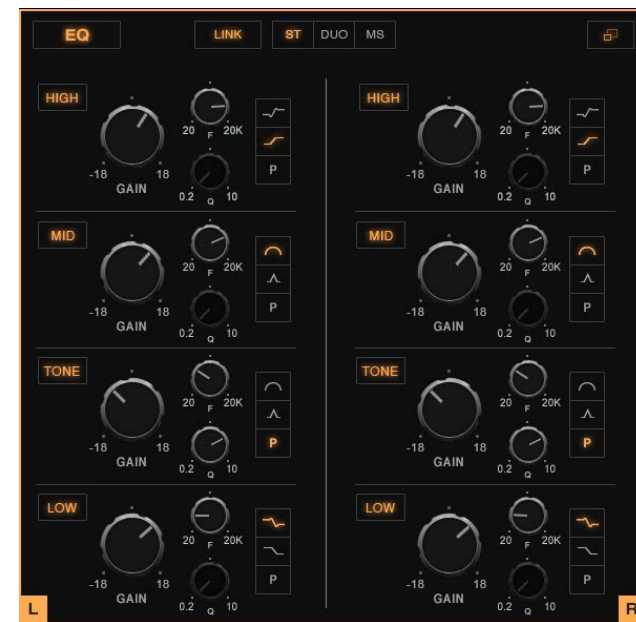 EQ LINK ST DUO MS
HIGH HIGH
20 F 20K 20 F 20K
-18 18 P -18 18 P
GAIN GAIN
0.2 Q 10 0.2 Q 10
MID MID
20 F 20K 20 F 20K
-18 18 P -18 18 P
GAIN GAIN
0.2 Q 10 0.2 Q 10
TONE TONE
20 F 20K 20 F 20K
-18 18 P -18 18 P
GAIN GAIN
0.2 Q 10 0.2 Q 10
LOW LOW
20 F 20K 20 F 20K
-18 18 P -18 18 P
GAIN GAIN
L 0.2 Q 10 0.2 Q 10 R